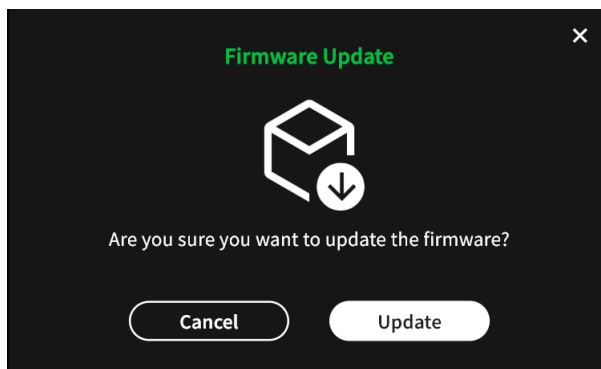 Firmware Update
Are you sure you want to update the firmware?
Cancel
Update